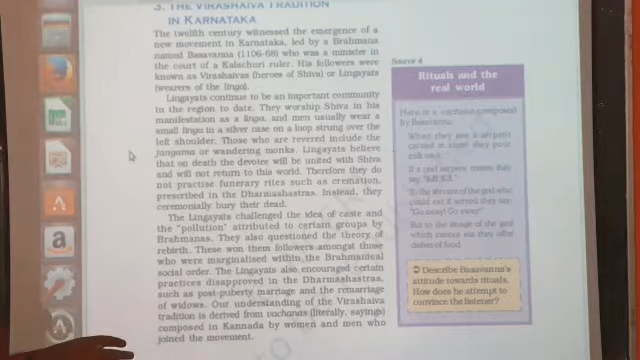 3. THE VIRASHAIVA TRADITION
IN KARNATAKA
The twelfth century witnessed the emergence of a
new movement in Karnataka, led by a Brahmana
named Basavanna (1106-68) who was a minister in
the court of a Kalachuri ruler. His followers were
known as Virashaivas (heroes of Shiva) or Lingayats
(wearers of the linga).
Lingayats continue to be an important community
in the region to date. They worship Shiva in his
manifestation as a linga, and men usually wear a
small linga in a silver case on a loop strung over the
left shoulder. Those who are revered include the
jangama or wandering monks. Lingayats believe
that on death the devotee will be united with Shiva
and will not return to this world. Therefore they do
not practise funerary rites such as cremation,
prescribed in the Dharmashastras. Instead, they
ceremonially bury their dead.
The Lingayats challenged the idea of caste and
the "pollution" attributed to certain groups by
Brahmanas. They also questioned the theory of
rebirth. These won them followers amongst those
who were marginalised within the Brahmanical
social order. The Lingayats also encouraged certain
practices disapproved in the Dharmashastras,
such as post-puberty marriage and the remarriage
of widows. Our understanding of the Virashaiva
tradition is derived from vachanas (literally, sayings)
composed in Kannada by women and men who
joined the movement.
Source 4
Rituals and the
real world
Here is a vachana composed
by Basavanna:
When they see a serpent
carved in stone they pour
milk on it.
If a real serpent comes they
say: "Kill. Kill."
To the servant of the god who
could eat if served they say:
"Go away! Go away!"
But to the image of the god
which cannot eat they offer
dishes of food.
Describe Basavanna's
attitude towards rituals.
How does he attempt to
convince the listener?